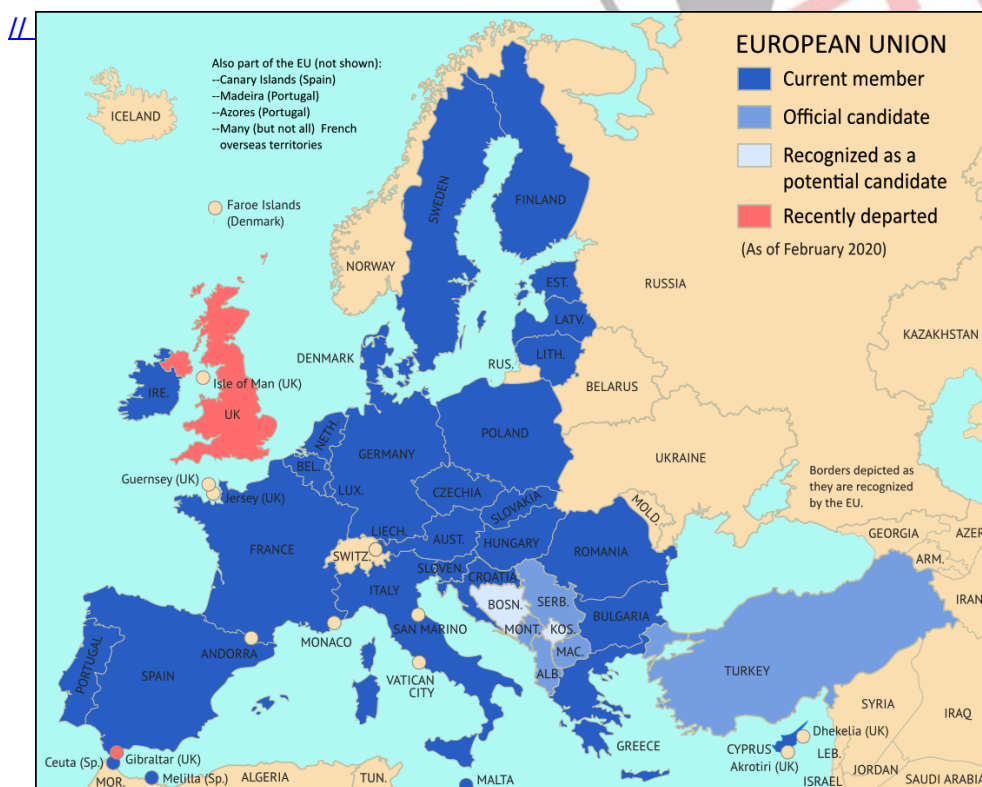 //
EUROPEAN UNION
Current member
Official candidate
Recognized as a
potential candidate
Recently departed
(As of February 2020)
Also part of the EU (not shown):
--Canary Islands (Spain)
--Madeira (Portugal)
--Azores (Portugal)
--Many (but not all) French
overseas territories
ICELAND
Faroe Islands
(Denmark)
SWEDEN
FINLAND
NORWAY
RUSSIA
EST.
LATV.
LITH.
KAZAKHSTAN
DENMARK
RUS.
BELARUS
Isle of Man (UK)
IRE.
UK
NETH.
POLAND
BEL.
GERMANY
UKRAINE
Guernsey (UK)
Jersey (UK)
LUX.
CZECHIA
SLOVAKIA
MOLD.
Borders depicted as
they are recognized
by the EU.
LIECH.
AUST.
HUNGARY
FRANCE
SWITZ.
ROMANIA
GEORGIA
AZER
ARM.
SLOVEN.
CROATIA
ITALY
BOSN.
SERB.
BULGARIA
IRAN
SAN MARINO
MONT.
KOS.
MONACO
ANDORRA
MAC.
PORTUGAL
SPAIN
VATICAN
CITY
ALB.
TURKEY
SYRIA
IRAQ
GREECE
Dhekelia (UK)
CYPRUS
LEB.
Akrotiri (UK)
Ceuta (Sp.)
Gibraltar (UK)
Melilla (Sp.)
MOR.
ALGERIA
TUN.
MALTA
ISRAEL
JORDAN
SAUDI ARABIA